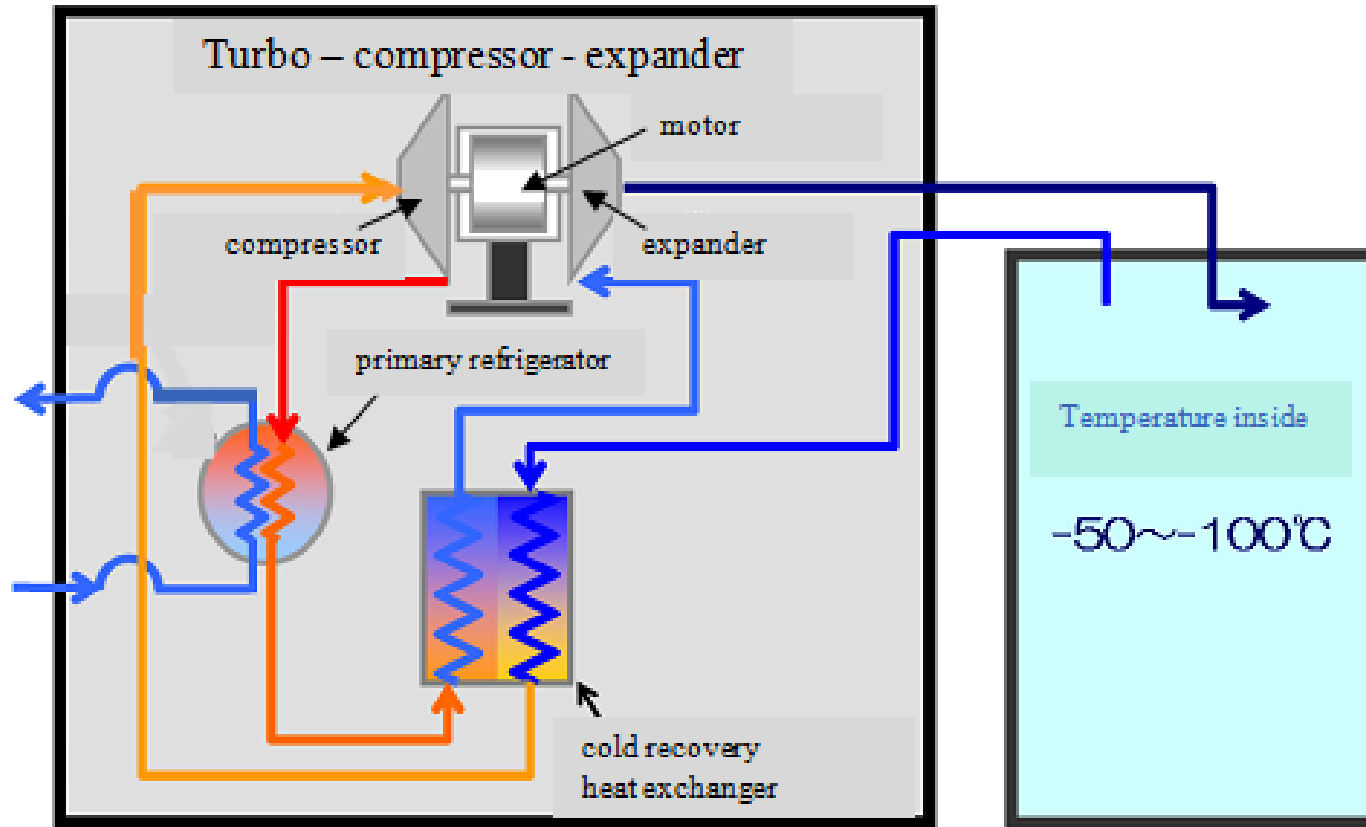 Turbo – compressor - expander
motor
compressor
expander
primary refrigerator
Temperature inside
-50～-100℃
cold recovery
heat exchanger